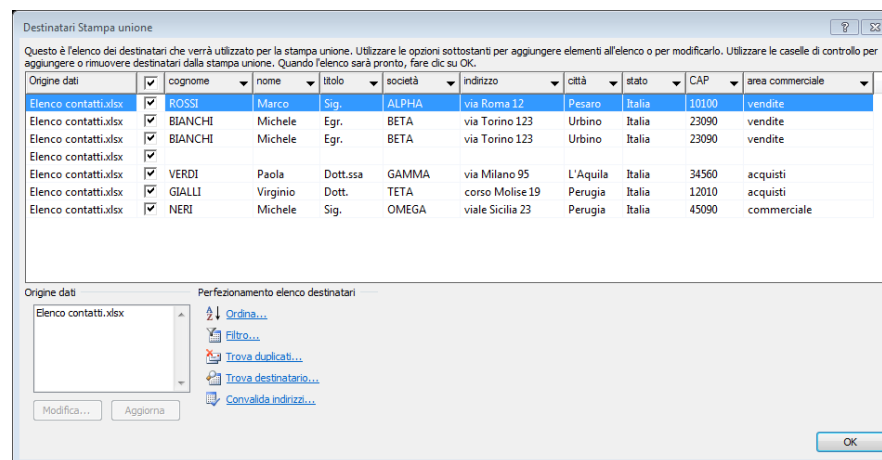 Destinatari Stampa unione
Questo è l'elenco dei destinatari che verrà utilizzato per la stampa unione. Utilizzare le opzioni sottostanti per aggiungere elementi all'elenco o per modificarlo. Utilizzare le caselle di controllo per
aggiungere o rimuovere destinatari dalla stampa unione. Quando l'elenco sarà pronto, fare clic su OK.
Origine dati cognome nome titolo società indirizzo città stato CAP area commerciale
Elenco contatti.xlsx ROSSI Marco Sig. ALPHA via Roma 12 Pesaro Italia 10100 vendite
Elenco contatti.xlsx BIANCHI Michele Egr. BETA via Torino 123 Urbino Italia 23090 vendite
Elenco contatti.xlsx BIANCHI Michele Egr. BETA via Torino 123 Urbino Italia 23090 vendite
Elenco contatti.xlsx
Elenco contatti.xlsx VERDI Paola Dott.ssa GAMMA via Milano 95 L'Aquila Italia 34560 acquisti
Elenco contatti.xlsx GIALLI Virginio Dott. TETA corso Molise 19 Perugia Italia 12010 acquisti
Elenco contatti.xlsx NERI Michele Sig. OMEGA viale Sicilia 23 Perugia Italia 45090 commerciale
Origine dati
Elenco contatti.xlsx
Modifica... Aggiorna
Perfezionamento elenco destinatari
Ordina...
Filtro...
Trova duplicati...
Trova destinatario...
Convalida indirizzi...
OK